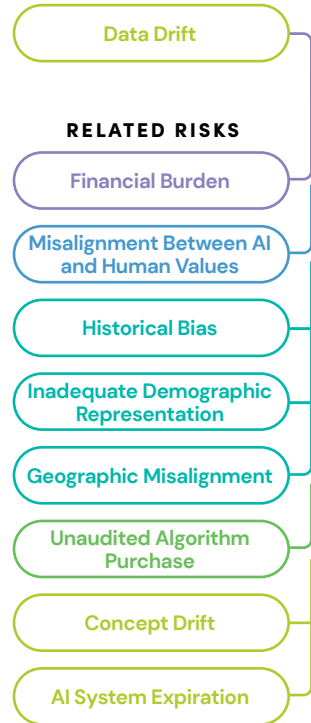 Data Drift
RELATED RISKS
Financial Burden
Misalignment Between AI
and Human Values
Historical Bias
Inadequate Demographic
Representation
Geographic Misalignment
Unaudited Algorithm
Purchase
Concept Drift
AI System Expiration